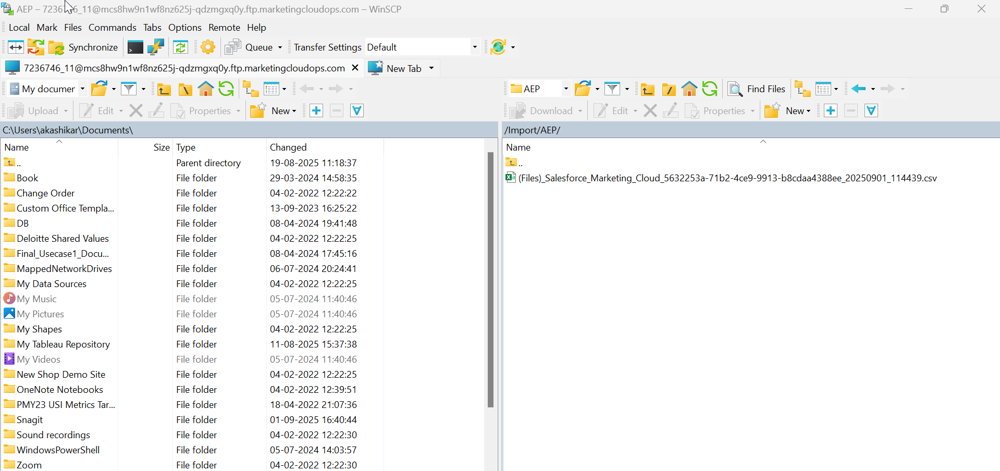 AEP – 7236746_11@mcs8hw9n1wf8nz625j-qdzmgxq0y.ftp.marketingcloudops.com – WinSCP
Local Mark Files Commands Tabs Options Remote Help
Synchronize Queue Transfer Settings Default
7236746_11@mcs8hw9n1wf8nz625j-qdzmgxq0y.ftp.marketingcloudops.com New Tab
My documer
Upload Edit Properties New
C:\Users\akashikar\Documents\
Name Size Type Changed
.. Parent directory 19-08-2025 11:18:37
Book File folder 29-03-2024 14:58:35
Change Order File folder 04-02-2022 12:22:22
Custom Office Templa... File folder 13-09-2023 16:25:22
DB File folder 08-04-2024 19:41:48
Deloitte Shared Values File folder 04-02-2022 12:22:25
Final_Usecase1_Docu... File folder 08-04-2024 17:45:16
MappedNetworkDrives File folder 06-07-2024 20:24:41
My Data Sources File folder 04-02-2022 12:22:25
My Music File folder 05-07-2024 11:40:46
My Pictures File folder 05-07-2024 11:40:46
My Shapes File folder 04-02-2022 12:22:25
My Tableau Repository File folder 11-08-2025 15:37:38
My Videos File folder 05-07-2024 11:40:46
New Shop Demo Site File folder 04-02-2022 12:22:25
OneNote Notebooks File folder 04-02-2022 12:39:51
PMY23 USI Metrics Tar... File folder 18-04-2022 21:07:36
Snagit File folder 01-09-2025 16:40:44
Sound recordings File folder 04-02-2022 12:22:30
WindowsPowerShell File folder 05-07-2024 14:03:57
Zoom File folder 04-02-2022 12:22:30
AEP Find Files
Download Edit Properties New
/Import/AEP/
Name
..
(Files)_Salesforce_Marketing_Cloud_5632253a-71b2-4ce9-9913-b8cdaa4388ee_20250901_114439.csv